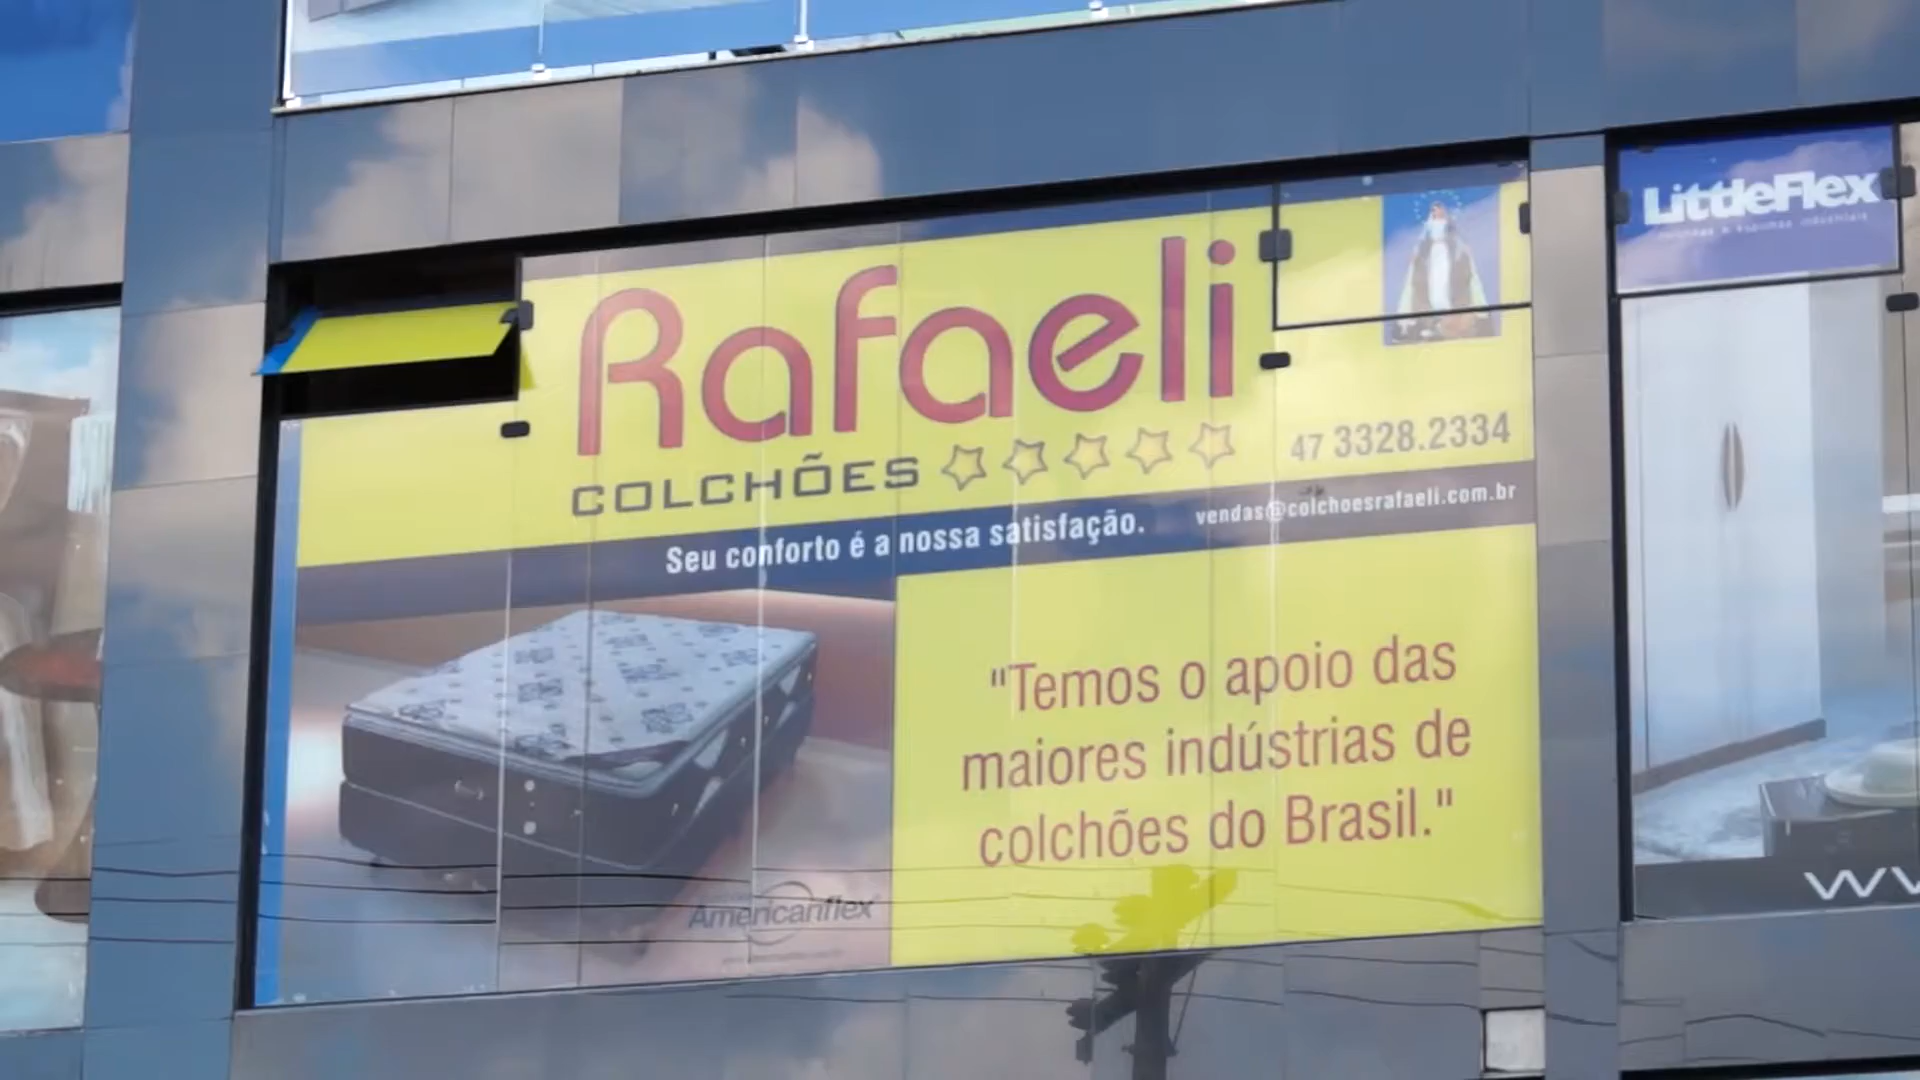 Rafaeli
COLCHÕES
47 3328.2334
Seu conforto é a nossa satisfação.
vendas@colchoesrafaeli.com.br
"Temos o apoio das
maiores indústrias de
colchões do Brasil."
Americanflex
LittleFlex